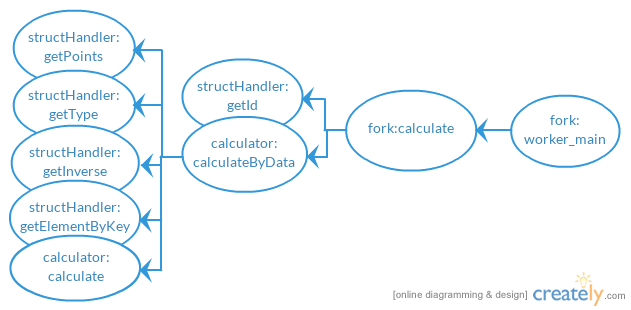 structHandler:
getPoints
structHandler:
getType
structHandler:
getInverse
structHandler:
getElementByKey
calculator:
calculate
structHandler:
getId
calculator:
calculateByData
fork:calculate
fork:
worker_main
[online diagramming & design] creately.com